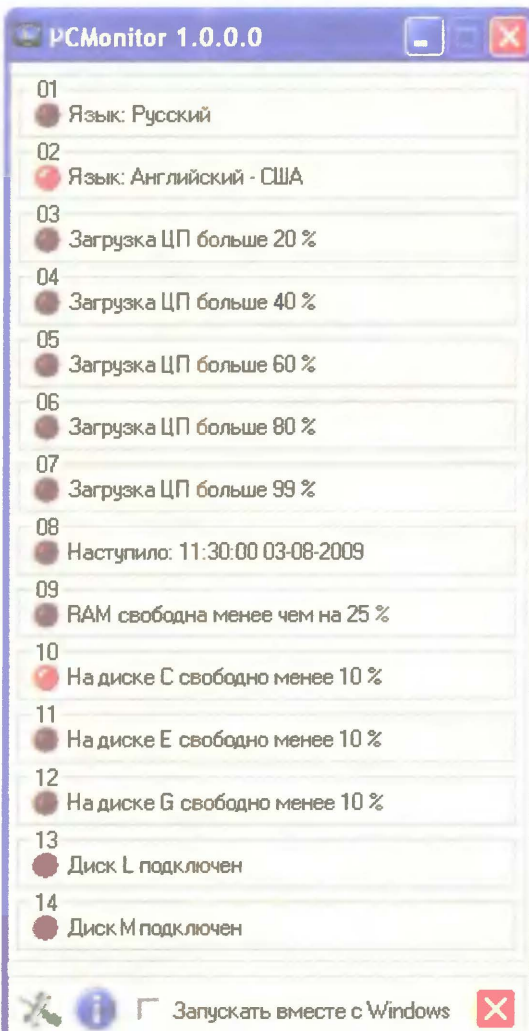 PCMonitor 1.0.0.0
01
Язык: Русский
02
Язык: Английский - США
03
Загрузка ЦП больше 20 %
04
Загрузка ЦП больше 40 %
05
Загрузка ЦП больше 60 %
06
Загрузка ЦП больше 80 %
07
Загрузка ЦП больше 99 %
08
Наступило: 11:30:00 03-08-2009
09
RAM свободна менее чем на 25 %
10
На диске C свободно менее 10 %
11
На диске E свободно менее 10 %
12
На диске G свободно менее 10 %
13
Диск L подключен
14
Диск M подключен
Запускать вместе с Windows